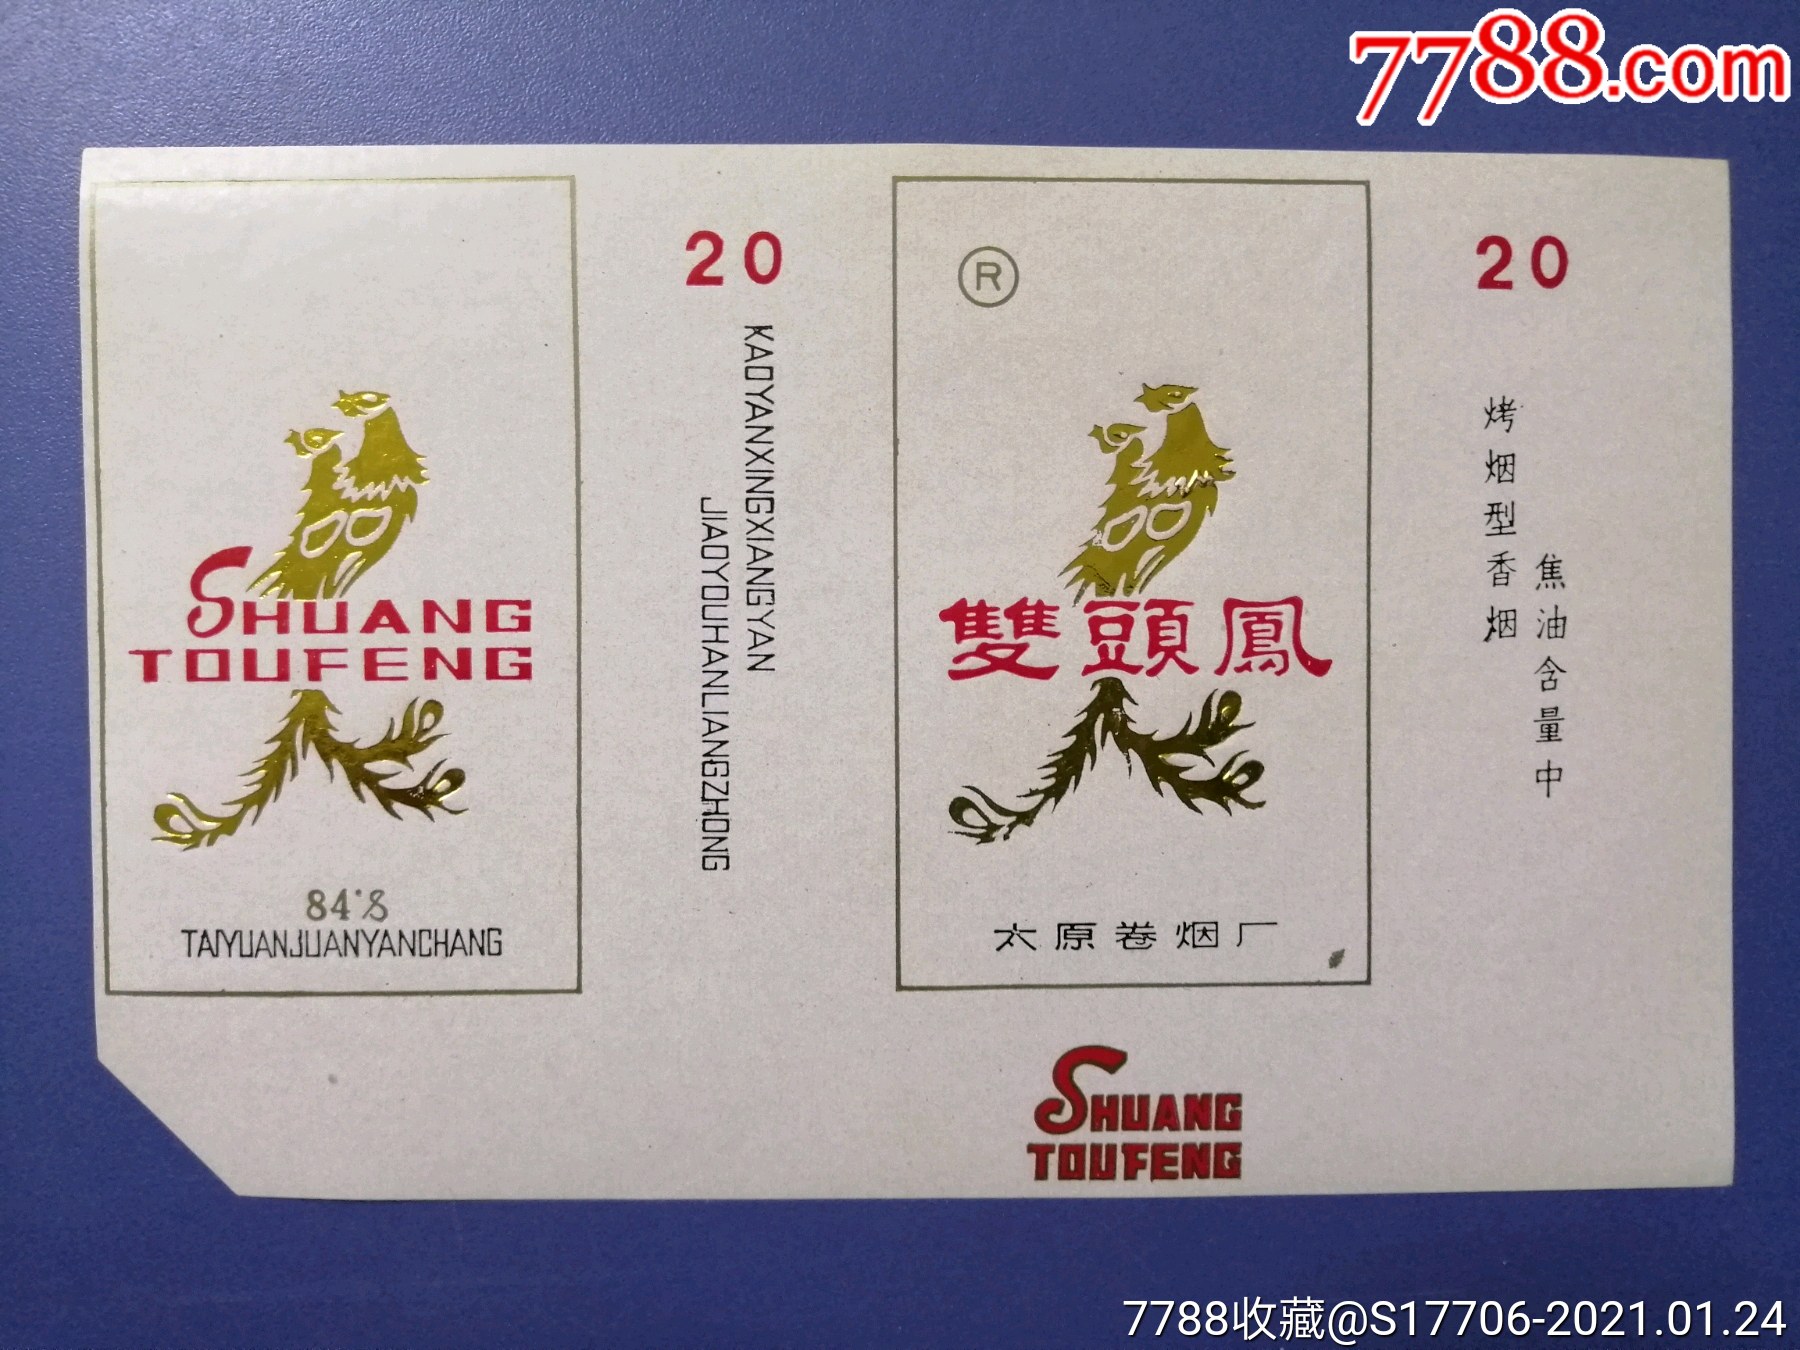 7788.com
SHUANG
TOUFENG
84's
TAIYUANJUANYANCHANG
20
KAOYANXINGXIANGYAN
JIAOYOUHANLIANGZHONG
R
雙頭鳳
太原卷烟厂
20
烤烟型香烟
焦油含量中
SHUANG
TOUFENG
7788收藏@S17706-2021.01.24